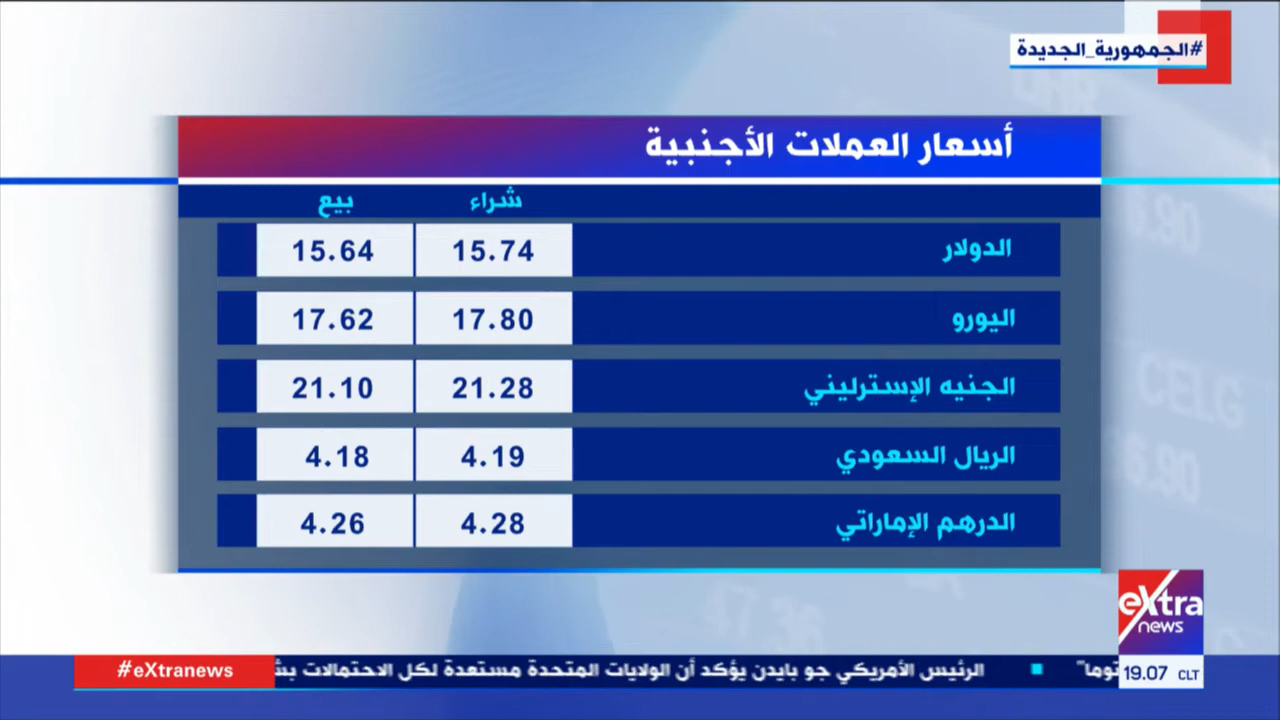 #الجمهورية_الجديدة
أسعار العملات الأجنبية
شراء بيع
الدولار 15.74 15.64
اليورو 17.80 17.62
الجنيه الإسترليني 21.28 21.10
الريال السعودي 4.19 4.18
الدرهم الإماراتي 4.28 4.26
eXtra
news
توما" الرئيس الأمريكي جو بايدن يؤكد أن الولايات المتحدة مستعدة لكل الاحتمالات
#eXtranews
19.07 CLT